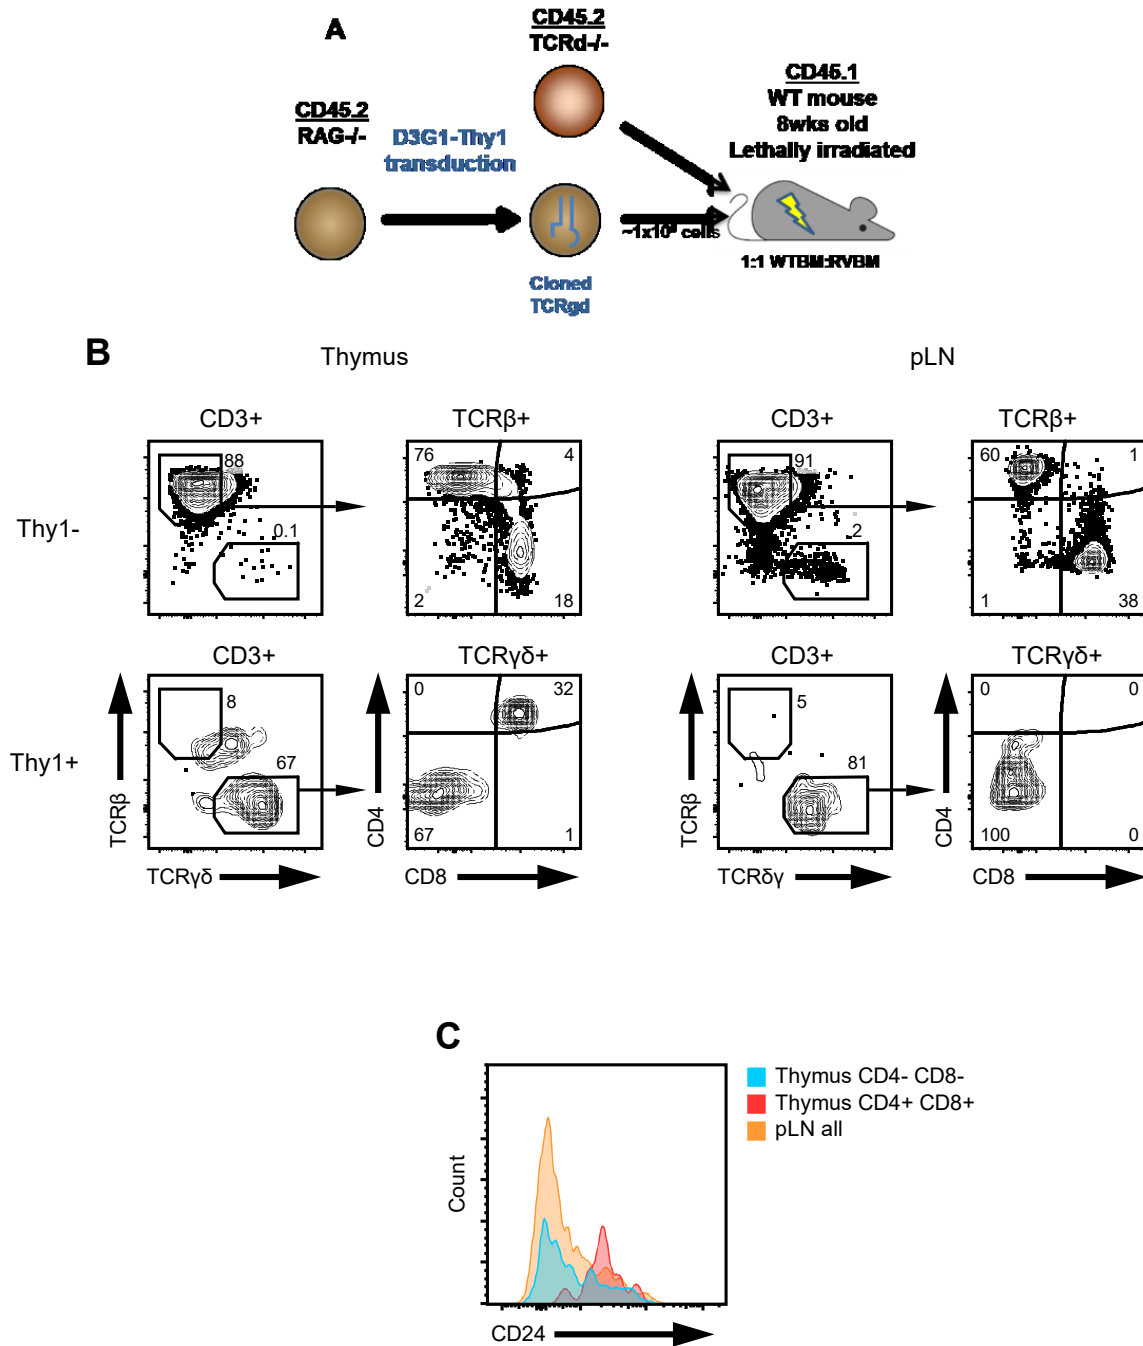 A
CD45.2
TCRd-/-
CD45.1
WT mouse
8wks old
Lethally irradiated
CD45.2
RAG-/-
D3G1-Thy1
transduction
cells
1:1 WTBM:RVBM
Cloned
TCRgd
B
Thymus
pLN
CD3+
TCRβ+
CD3+
TCRβ+
Thy1-
88
0.1
76
4
2
18
91
.2
60
1
1
38
CD3+
TCRγδ+
CD3+
TCRγδ+
Thy1+
8
67
0
32
67
1
5
81
0
0
100
0
TCRβ
CD4
TCRβ
CD4
TCRγδ
CD8
TCRδγ
CD8
C
Thymus CD4- CD8-
Thymus CD4+ CD8+
pLN all
Count
CD24